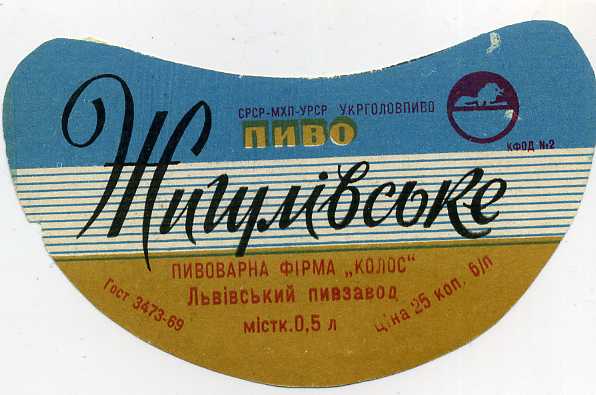 СРСР-МХП-УРСР УКРГОЛОВПИВО
ПИВО
КФОД №2
Жигулівське
ПИВОВАРНА ФІРМА „КОЛОС“
Львівський пивзавод
Гост 3473-69
містк.0,5 л
ціна 25 коп. б/п